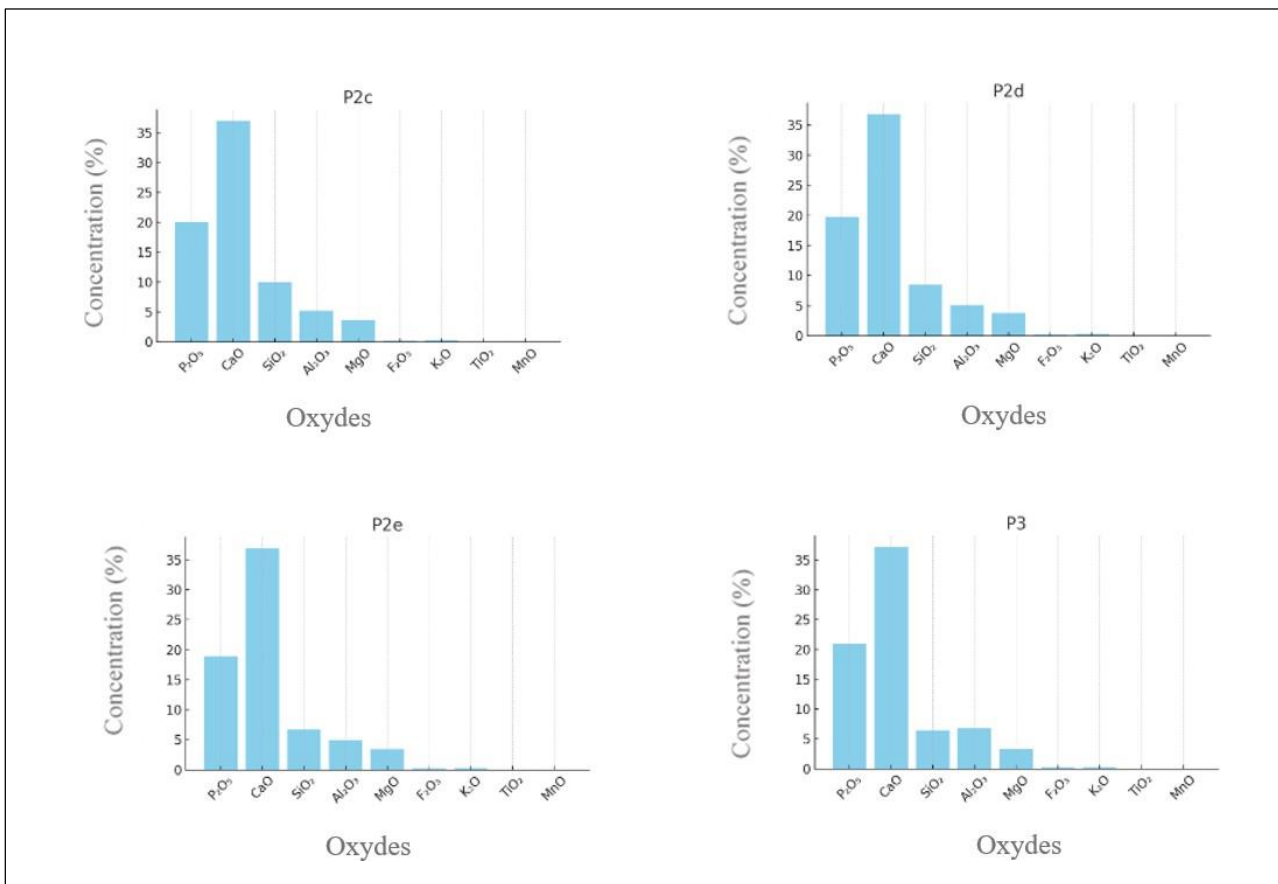 P2c
Concentration (%)
35
30
25
20
15
10
5
0
P₂O₅
CaO
SiO₂
Al₂O₃
MgO
F₂O₃
K₂O
TiO₂
MnO
Oxydes
P2d
Concentration (%)
35
30
25
20
15
10
5
0
P₂O₅
CaO
SiO₂
Al₂O₃
MgO
F₂O₃
K₂O
TiO₂
MnO
Oxydes
P2e
Concentration (%)
35
30
25
20
15
10
5
0
P₂O₅
CaO
SiO₂
Al₂O₃
MgO
F₂O₃
K₂O
TiO₂
MnO
Oxydes
P3
Concentration (%)
35
30
25
20
15
10
5
0
P₂O₅
CaO
SiO₂
Al₂O₃
MgO
F₂O₃
K₂O
TiO₂
MnO
Oxydes